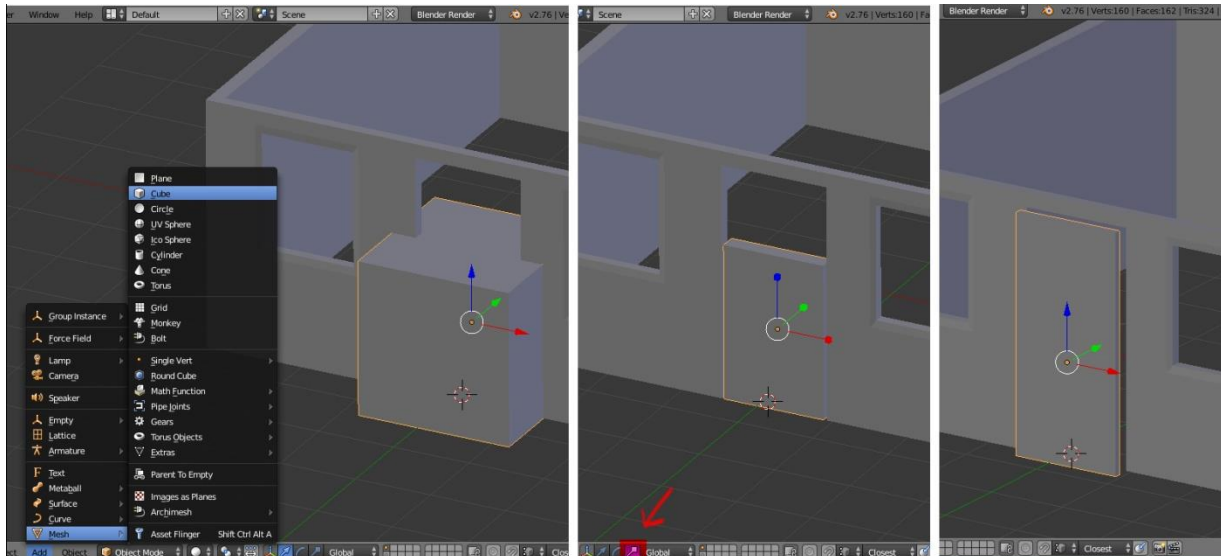 Window Help Default Scene Blender Render v2.76 | Ve
Plane
Cube
Circle
UV Sphere
Ico Sphere
Cylinder
Cone
Torus
Grid
Monkey
Bolt
Single Vert
Round Cube
Math Function
Pipe Joints
Gears
Torus Objects
Extras
Parent To Empty
Images as Planes
Archimesh
Asset Flinger Shift Ctrl Alt A
Group Instance
Force Field
Lamp
Camera
Speaker
Empty
Lattice
Armature
Text
Metaball
Surface
Curve
Mesh
Add Object Object Mode Global Clos
Scene Blender Render v2.76 | Verts:160 | Fa
Global Closest
Blender Render v2.76 | Verts:160 | Faces:162 | Tris:324 |
Closest